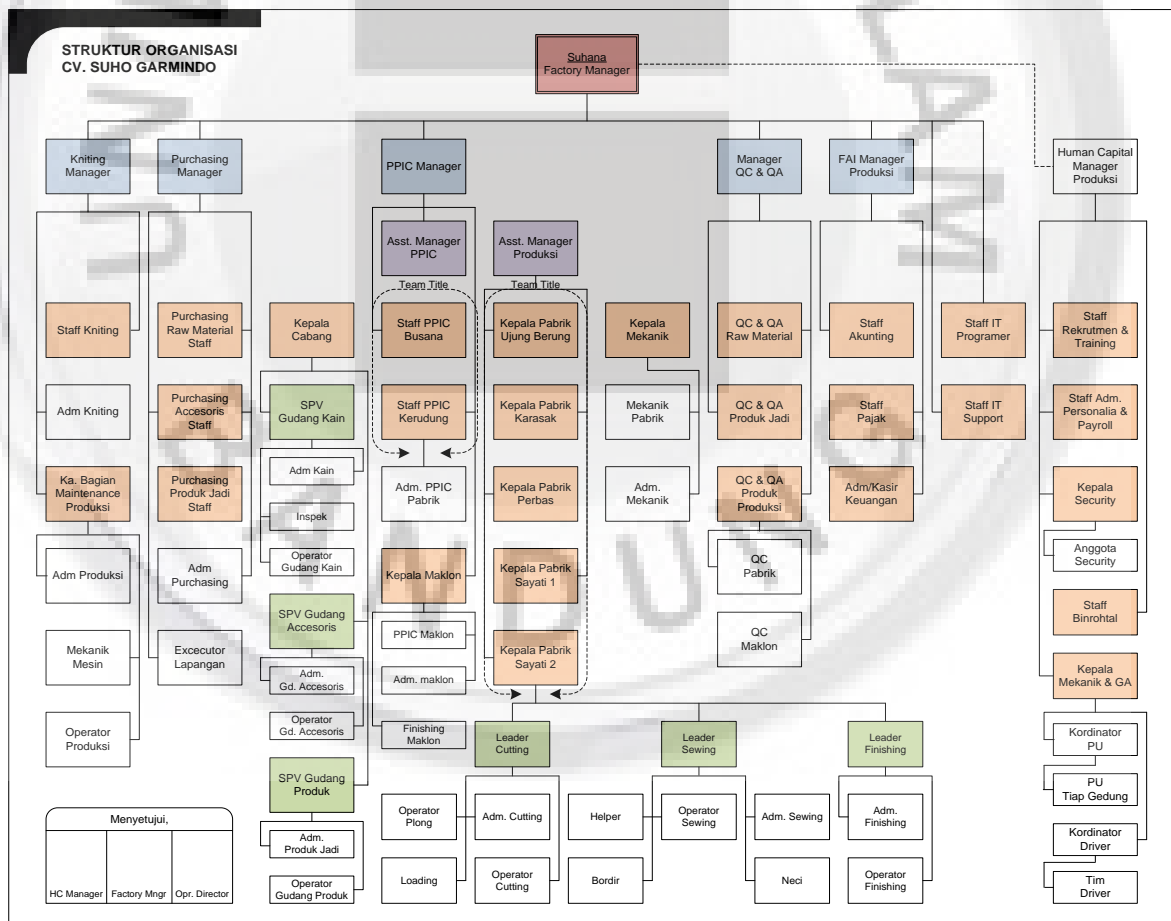 STRUKTUR ORGANISASI
CV. SUHO GARMINDO
Suhana
Factory Manager
Kniting
Manager
Purchasing
Manager
PPIC Manager
Manager
QC & QA
FAI Manager
Produksi
Human Capital
Manager
Produksi
Asst. Manager
PPIC
Asst. Manager
Produksi
Team Title
Team Title
Staff Kniting
Purchasing
Raw Material
Staff
Kepala
Cabang
Staff PPIC
Busana
Kepala Pabrik
Ujung Berung
Kepala
Mekanik
QC & QA
Raw Material
Staff
Akunting
Staff IT
Programer
Staff
Rekrutmen &
Training
Adm Kniting
Purchasing
Accesoris
Staff
SPV
Gudang Kain
Staff PPIC
Kerudung
Kepala Pabrik
Karasak
Mekanik
Pabrik
QC & QA
Produk Jadi
Staff
Pajak
Staff IT
Support
Staff Adm.
Personalia &
Payroll
Adm Kain
Ka. Bagian
Maintenance
Produksi
Purchasing
Produk Jadi
Staff
Inspek
Adm. PPIC
Pabrik
Kepala Pabrik
Perbas
Adm.
Mekanik
QC & QA
Produk
Produksi
Adm/Kasir
Keuangan
Kepala
Security
Operator
Gudang Kain
Anggota
Security
Adm Produksi
Adm
Purchasing
Kepala Maklon
Kepala Pabrik
Sayati 1
QC
Pabrik
SPV Gudang
Accesoris
Staff
Binrohtal
PPIC Maklon
Mekanik
Mesin
Excecutor
Lapangan
Kepala Pabrik
Sayati 2
QC
Maklon
Adm.
Gd. Accesoris
Adm. maklon
Kepala
Mekanik & GA
Operator
Produksi
Operator
Gd. Accesoris
Finishing
Maklon
Leader
Cutting
Leader
Sewing
Leader
Finishing
Kordinator
PU
SPV Gudang
Produk
PU
Tiap Gedung
Menyetujui,
HC Manager
Factory Mngr
Opr. Director
Adm.
Produk Jadi
Operator
Plong
Adm. Cutting
Helper
Operator
Sewing
Adm. Sewing
Adm.
Finishing
Kordinator
Driver
Operator
Gudang Produk
Loading
Operator
Cutting
Bordir
Neci
Operator
Finishing
Tim
Driver
BANDUNG